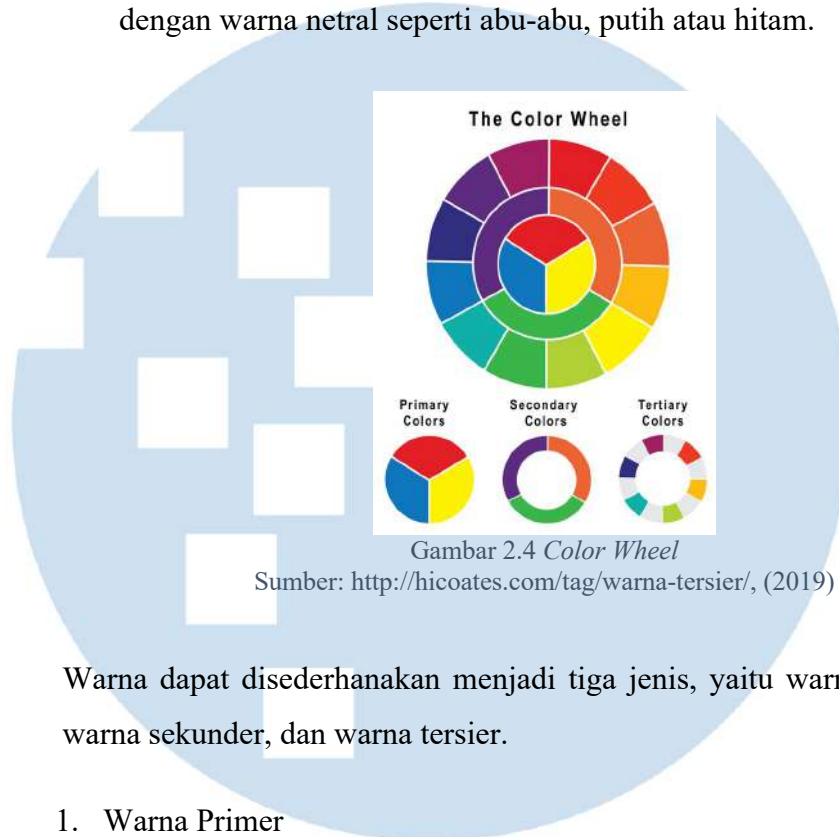 dengan warna netral seperti abu-abu, putih atau hitam.
The Color Wheel
Primary Colors
Secondary Colors
Tertiary Colors
Gambar 2.4 Color Wheel
Sumber: http://hicoates.com/tag/warna-tersier/, (2019)
Warna dapat disederhanakan menjadi tiga jenis, yaitu
warna sekunder, dan warna tersier.
1. Warna Primer